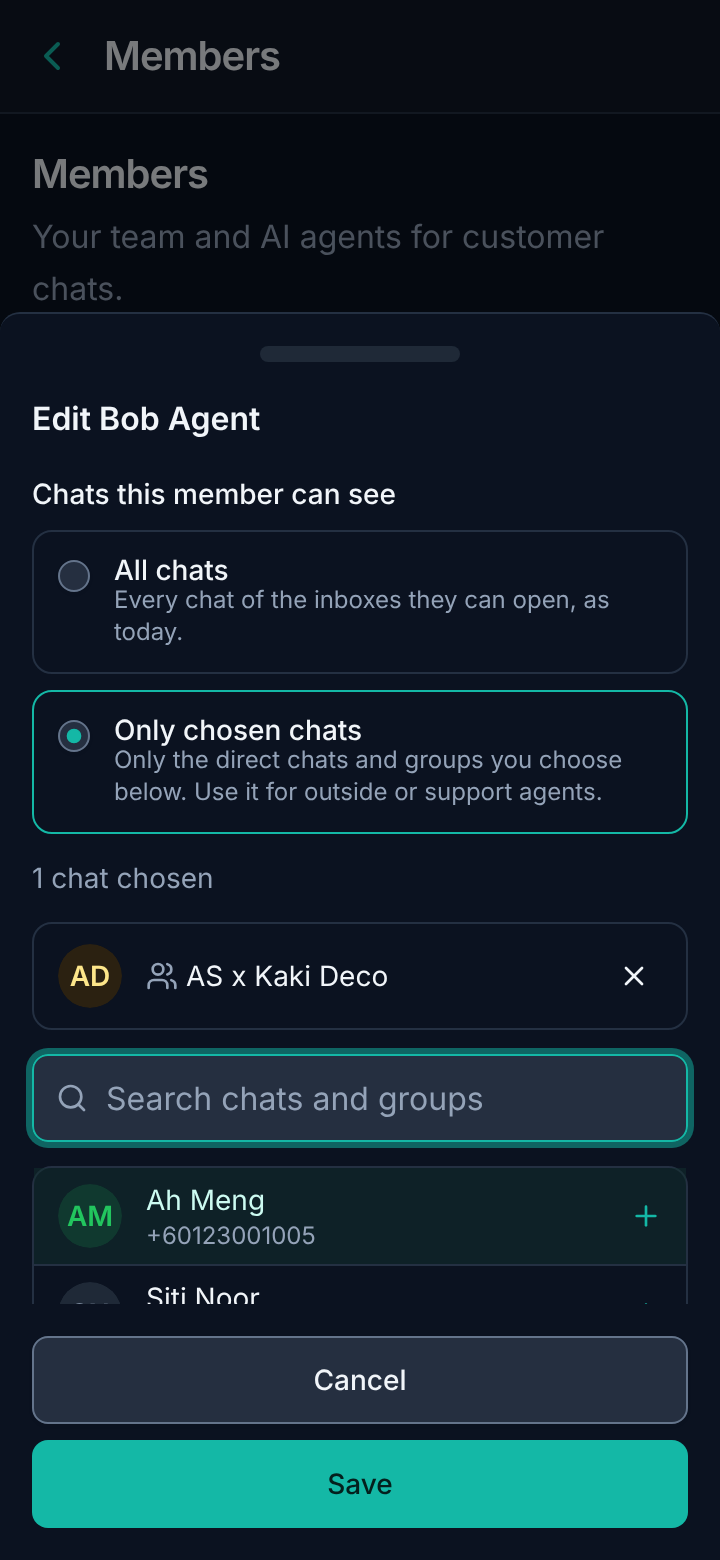 Members
Members
Your team and AI agents for customer
chats.
Edit Bob Agent
Chats this member can see
All chats
Every chat of the inboxes they can open, as
today.
Only chosen chats
Only the direct chats and groups you choose
below. Use it for outside or support agents.
1 chat chosen
AD
AS x Kaki Deco
Search chats and groups
AM
Ah Meng
+60123001005
Siti Noor
Cancel
Save